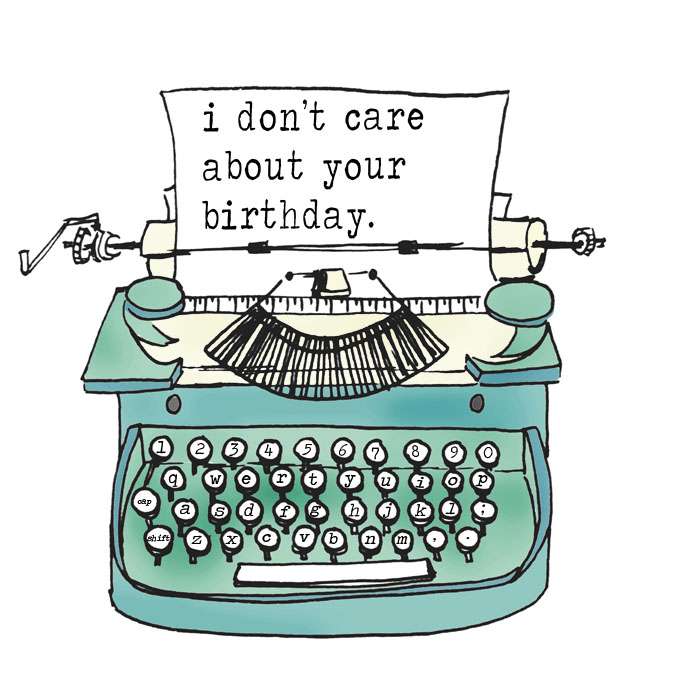 i don't care
about your
birthday.
1 2 3 4 5 6 7 8 9 0
q w e r t y u i o p
cap a s d f g h j k l ;
shift z x c v b n m , .